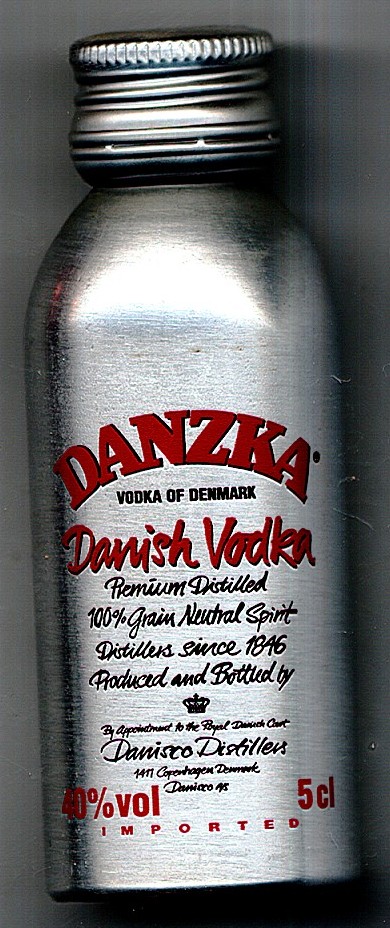 DANZKA®
VODKA OF DENMARK
Danish Vodka
Premium Distilled
100% Grain Neutral Spirit
Distillers since 1846
Produced and Bottled by
By Appointment to the Royal Danish Court
Danisco Distillers
1411 Copenhagen Denmark
Danisco A/S
40%vol 5cl
IMPORTED